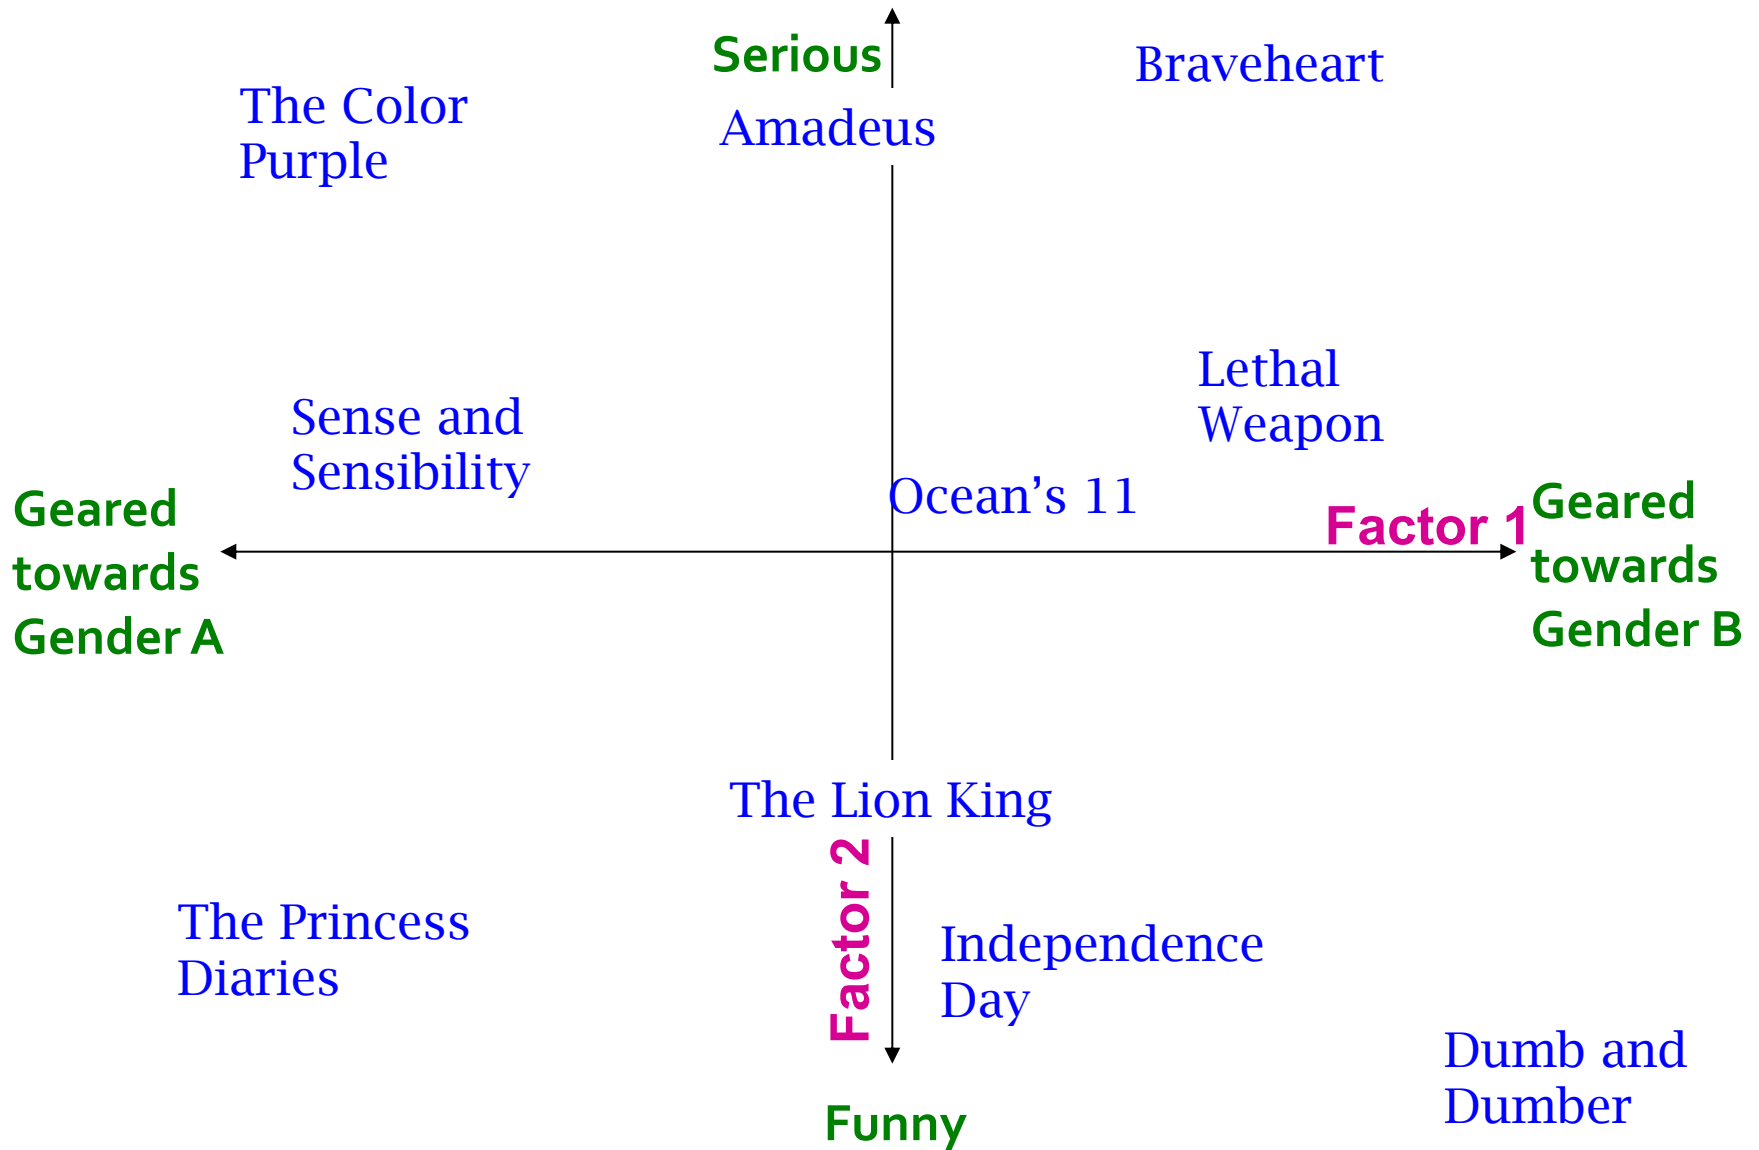 Serious
Braveheart
The Color
Purple
Amadeus
Lethal
Weapon
Sense and
Sensibility
Ocean’s 11
Geared
towards
Gender A
Factor 1
Geared
towards
Gender B
The Lion King
Factor 2
The Princess
Diaries
Independence
Day
Dumb and
Dumber
Funny